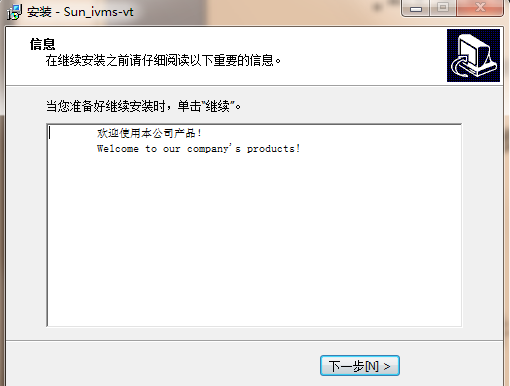 安装 - Sun_ivms-vt
信息
在继续安装之前请仔细阅读以下重要的信息。
当您准备好继续安装时，单击"继续"。
欢迎使用本公司产品!
Welcome to our company's products!
下一步[N] >